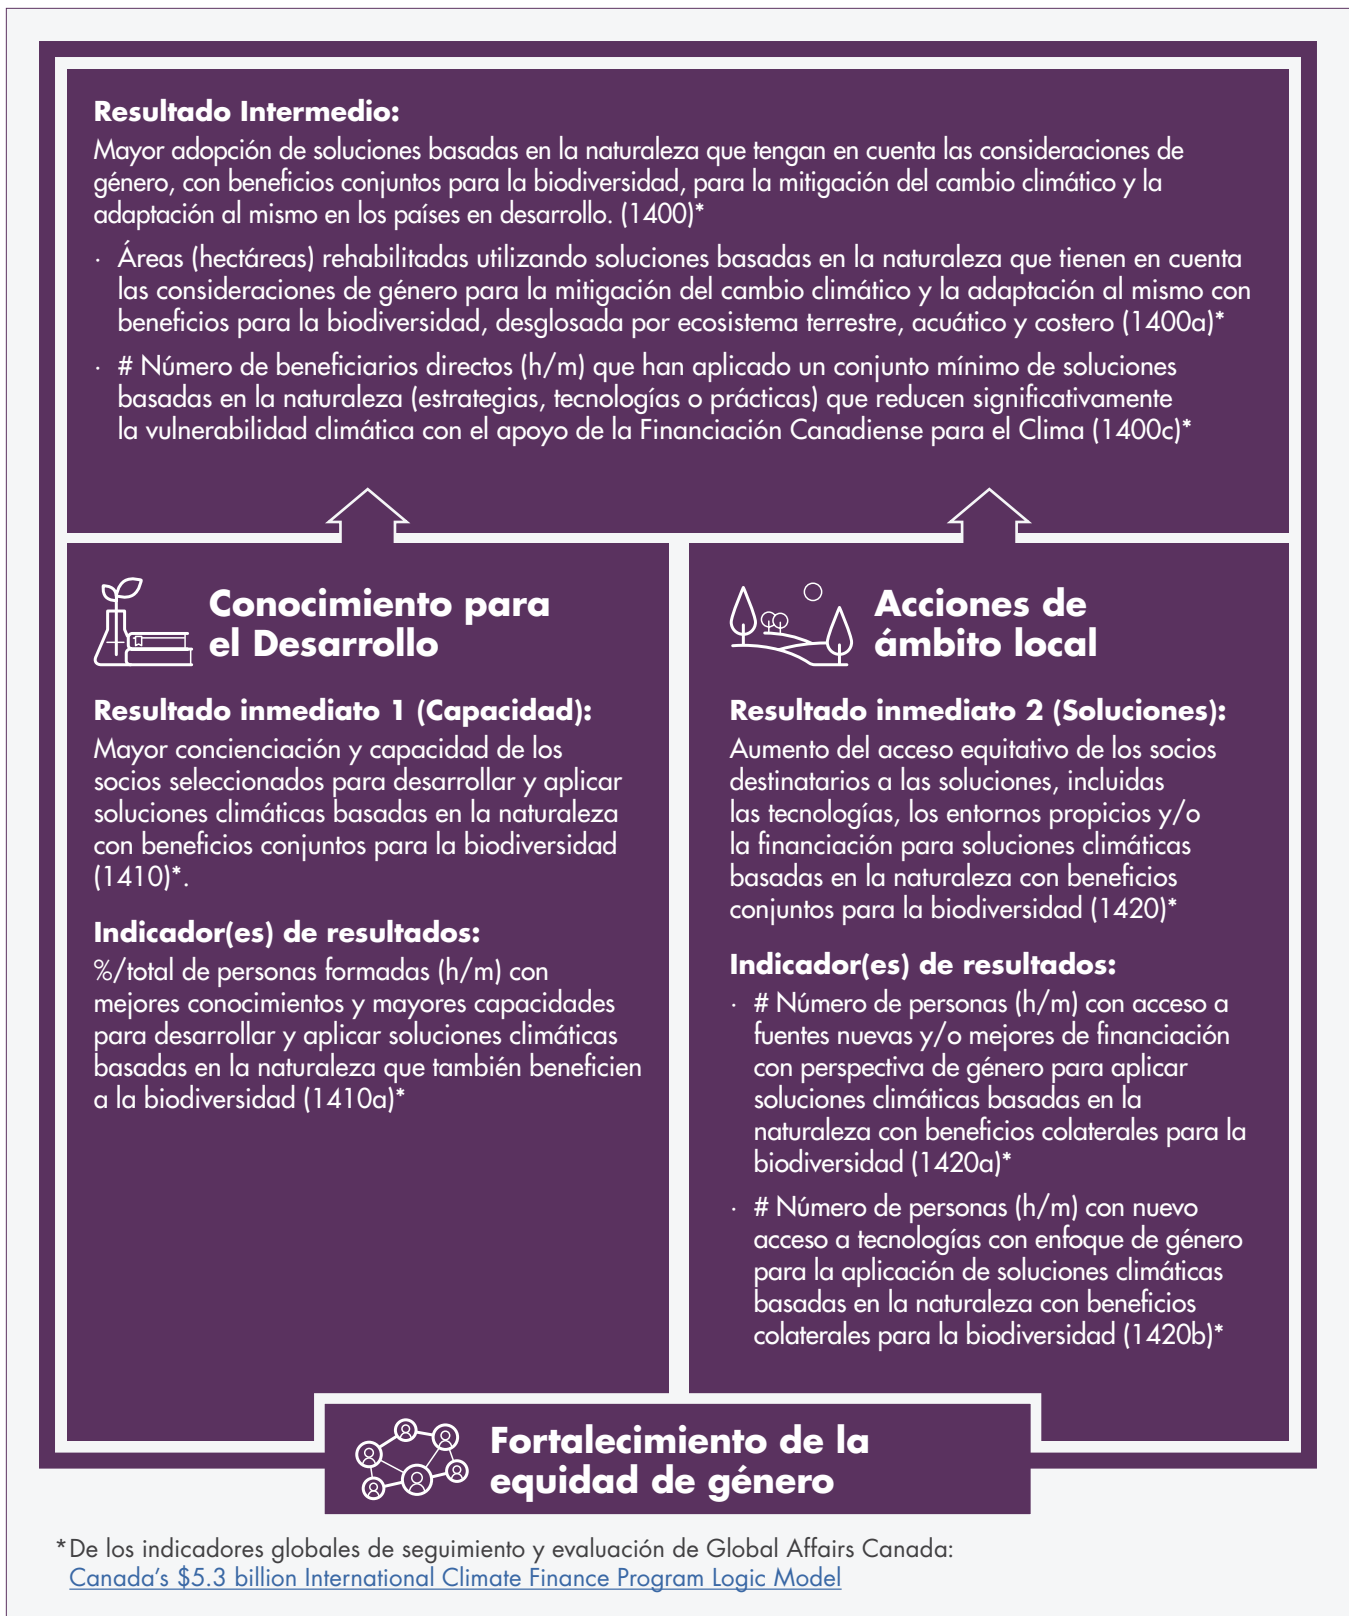 Resultado Intermedio:
Mayor adopción de soluciones basadas en la naturaleza que tengan en cuenta las consideraciones de
género, con beneficios conjuntos para la biodiversidad, para la mitigación del cambio climático y la
adaptación al mismo en los países en desarrollo. (1400)*
· Áreas (hectáreas) rehabilitadas utilizando soluciones basadas en la naturaleza que tienen en cuenta
las consideraciones de género para la mitigación del cambio climático y la adaptación al mismo con
beneficios para la biodiversidad, desglosada por ecosistema terrestre, acuático y costero (1400a)*
· # Número de beneficiarios directos (h/m) que han aplicado un conjunto mínimo de soluciones
basadas en la naturaleza (estrategias, tecnologías o prácticas) que reducen significativamente
la vulnerabilidad climática con el apoyo de la Financiación Canadiense para el Clima (1400c)*
Conocimiento para
el Desarrollo
Resultado inmediato 1 (Capacidad):
Mayor concienciación y capacidad de los
socios seleccionados para desarrollar y aplicar
soluciones climáticas basadas en la naturaleza
con beneficios conjuntos para la biodiversidad
(1410)*.
Indicador(es) de resultados:
%/total de personas formadas (h/m) con
mejores conocimientos y mayores capacidades
para desarrollar y aplicar soluciones climáticas
basadas en la naturaleza que también beneficien
a la biodiversidad (1410a)*
Acciones de
ámbito local
Resultado inmediato 2 (Soluciones):
Aumento del acceso equitativo de los socios
destinatarios a las soluciones, incluidas
las tecnologías, los entornos propicios y/o
la financiación para soluciones climáticas
basadas en la naturaleza con beneficios
conjuntos para la biodiversidad (1420)*
Indicador(es) de resultados:
· # Número de personas (h/m) con acceso a
fuentes nuevas y/o mejores de financiación
con perspectiva de género para aplicar
soluciones climáticas basadas en la
naturaleza con beneficios colaterales para la
biodiversidad (1420a)*
· # Número de personas (h/m) con nuevo
acceso a tecnologías con enfoque de género
para la aplicación de soluciones climáticas
basadas en la naturaleza con beneficios
colaterales para la biodiversidad (1420b)*
Fortalecimiento de la
equidad de género
*De los indicadores globales de seguimiento y evaluación de Global Affairs Canada:
Canada's $5.3 billion International Climate Finance Program Logic Model